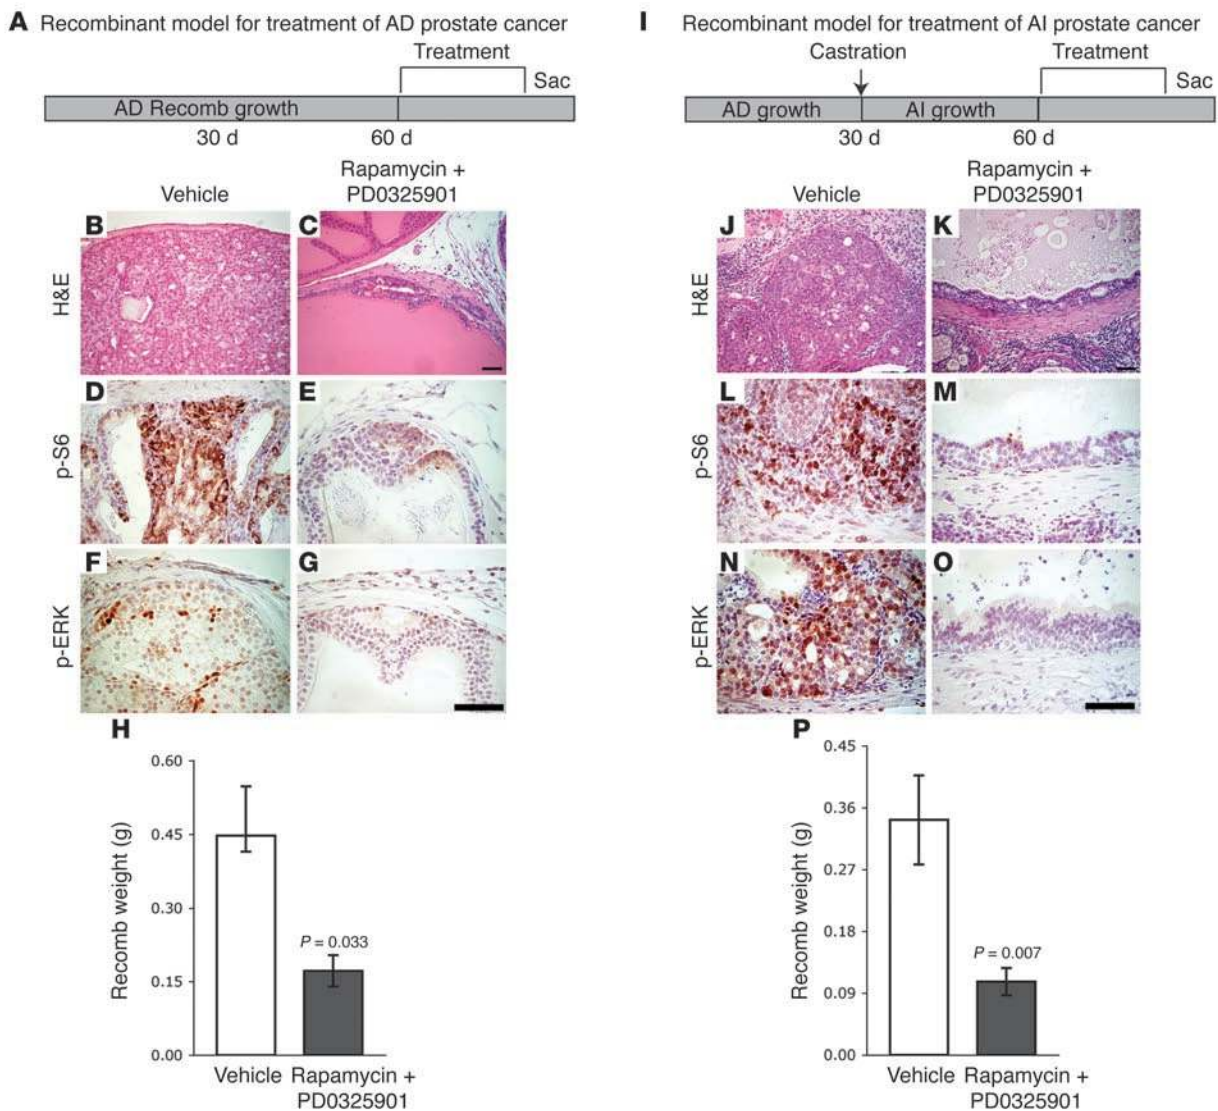 A Recombinant model for treatment of AD prostate cancer
Treatment
Sac
AD Recomb growth
30 d
60 d
Vehicle
Rapamycin +
PD0325901
H&E
B
C
p-S6
D
E
p-ERK
F
G
H
Recomb weight (g)
0.60
0.45
0.30
0.15
0.00
P = 0.033
Vehicle
Rapamycin +
PD0325901
I Recombinant model for treatment of AI prostate cancer
Castration
Treatment
Sac
AD growth
AI growth
30 d
60 d
Vehicle
Rapamycin +
PD0325901
H&E
J
K
p-S6
L
M
p-ERK
N
O
P
Recomb weight (g)
0.45
0.36
0.27
0.18
0.09
0.00
P = 0.007
Vehicle
Rapamycin +
PD0325901